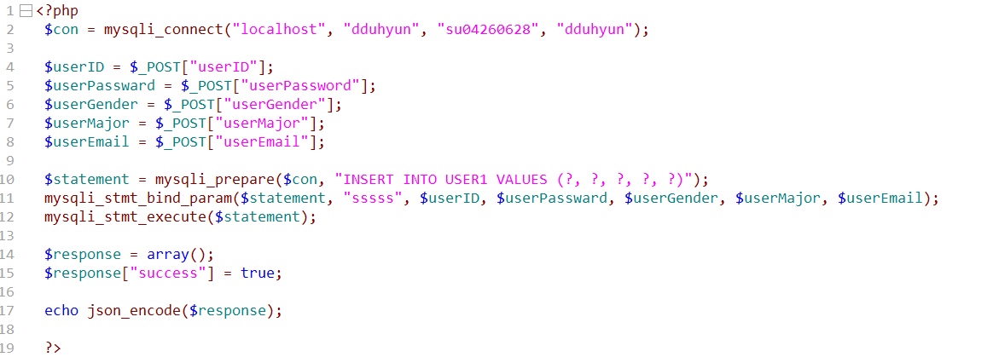 1 <?php
2 $con = mysqli_connect("localhost", "dduhyun", "su04260628", "dduhyun");
3
4 $userID = $_POST["userID"];
5 $userPassward = $_POST["userPassword"];
6 $userGender = $_POST["userGender"];
7 $userMajor = $_POST["userMajor"];
8 $userEmail = $_POST["userEmail"];
9
10 $statement = mysqli_prepare($con, "INSERT INTO USER1 VALUES (?, ?, ?, ?, ?)");
11 mysqli_stmt_bind_param($statement, "sssss", $userID, $userPassward, $userGender, $userMajor, $userEmail);
12 mysqli_stmt_execute($statement);
13
14 $response = array();
15 $response["success"] = true;
16
17 echo json_encode($response);
18
19 ?>